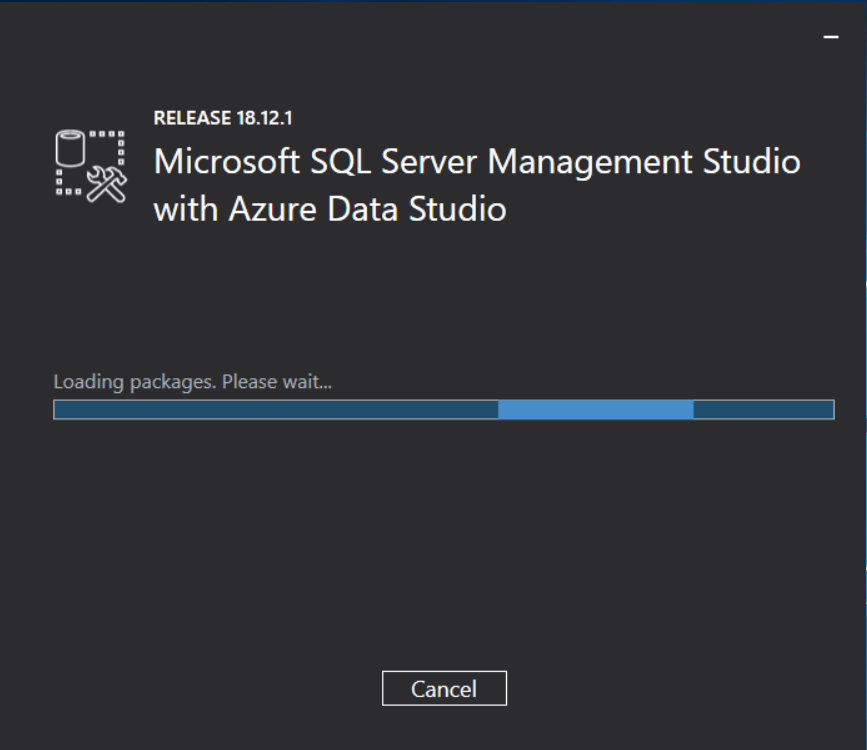 RELEASE 18.12.1
Microsoft SQL Server Management Studio
with Azure Data Studio
Loading packages. Please wait...
Cancel